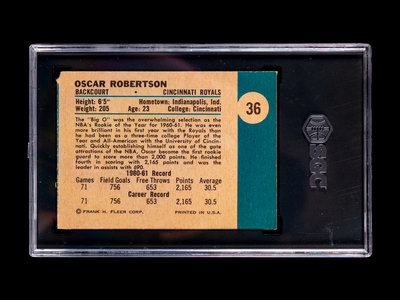 OSCAR ROBERTSON
BACKCOURT • CINCINNATI ROYALS
Height: 6'5" Hometown: Indianapolis, Ind.
Weight: 205 Age: 23 College: Cincinnati
36
The "Big O" was the overwhelming selection as the
NBA's Rookie of the Year for 1960-61. He was even
more brilliant in his first year with the Royals than
he had been as a three-time college Player of the
Year and All-American with the University of Cincin-
nati. Quickly establishing himself as one of the gate
attractions of the NBA, Oscar become the first rookie
guard to score more than 2,000 points. He finished
fourth in scoring with 2,165 points and was the
leader in assists with 690.
1960-61 Record
Games Field Goals Free Throws Points Average
71 756 653 2,165 30.5
Career Record
71 756 653 2,165 30.5
© FRANK H. FLEER CORP. PRINTED IN U.S.A.
SGC